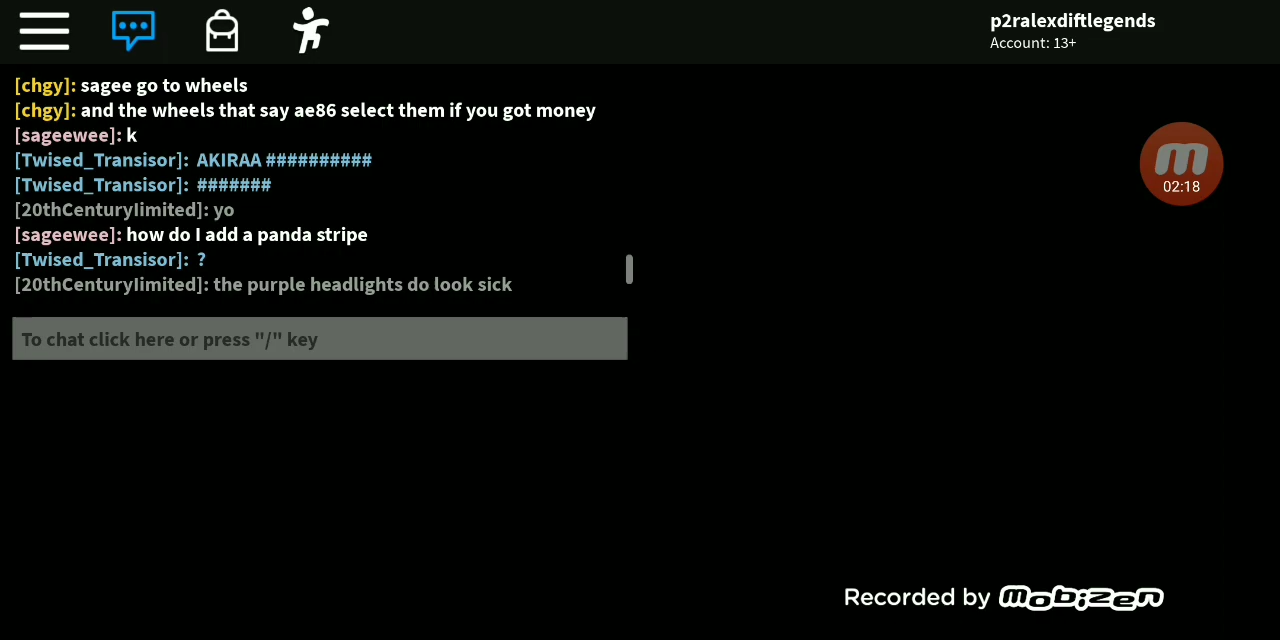 p2ralexdiftlegends
Account: 13+
[chgy]: sagee go to wheels
[chgy]: and the wheels that say ae86 select them if you got money
[sageewee]: k
[Twised_Transisor]: AKIRAA ##########
[Twised_Transisor]: #######
[20thCenturyIimited]: yo
[sageewee]: how do I add a panda stripe
[Twised_Transisor]: ?
[20thCenturyIimited]: the purple headlights do look sick
To chat click here or press "/" key
m
02:18
Recorded by mobizen